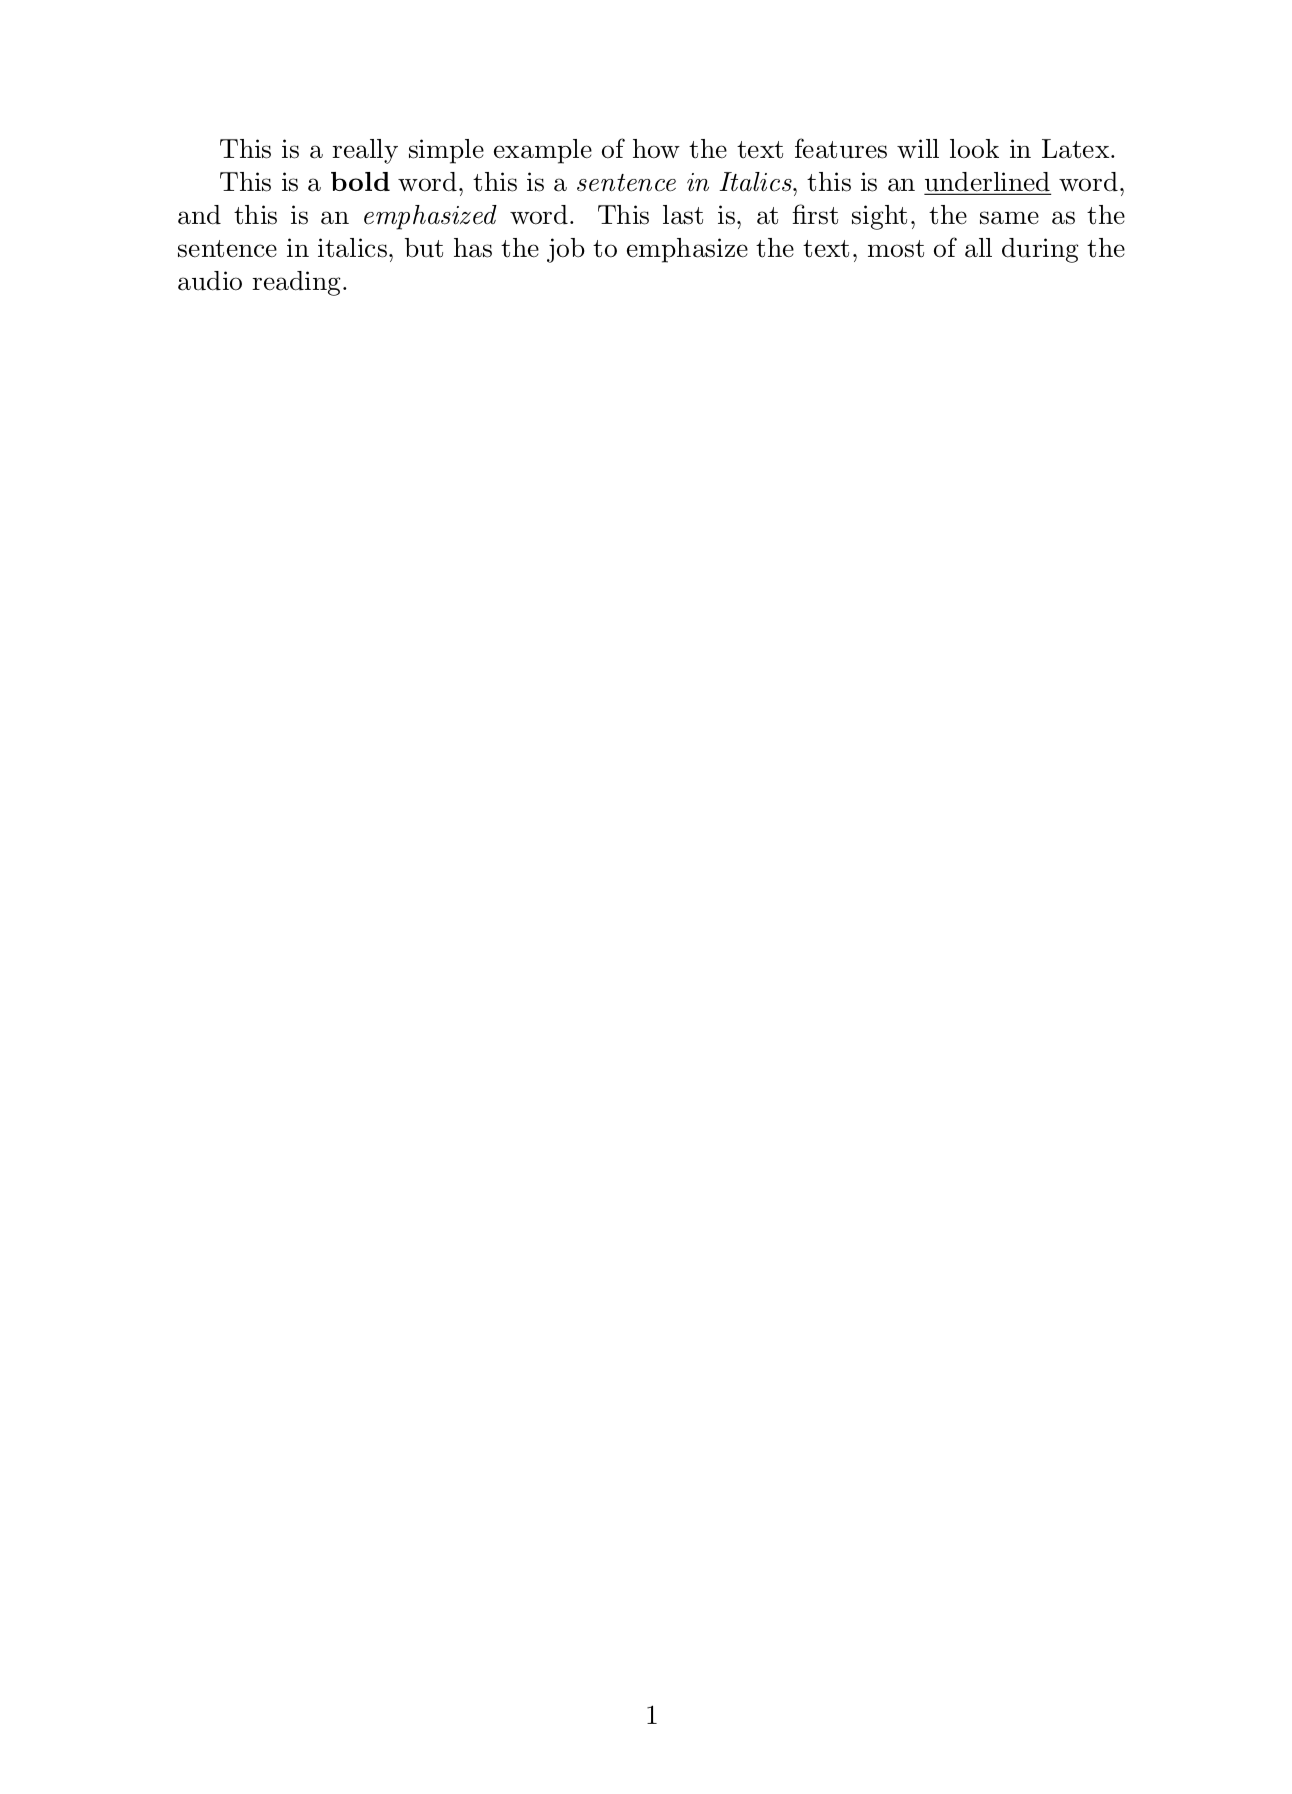 This is a really simple example of how the text features will look in Latex.
This is a bold word, this is a sentence in Italics, this is an underlined word,
and this is an emphasized word. This last is, at first sight, the same as the
sentence in italics, but has the job to emphasize the text, most of all during the
audio reading.
1